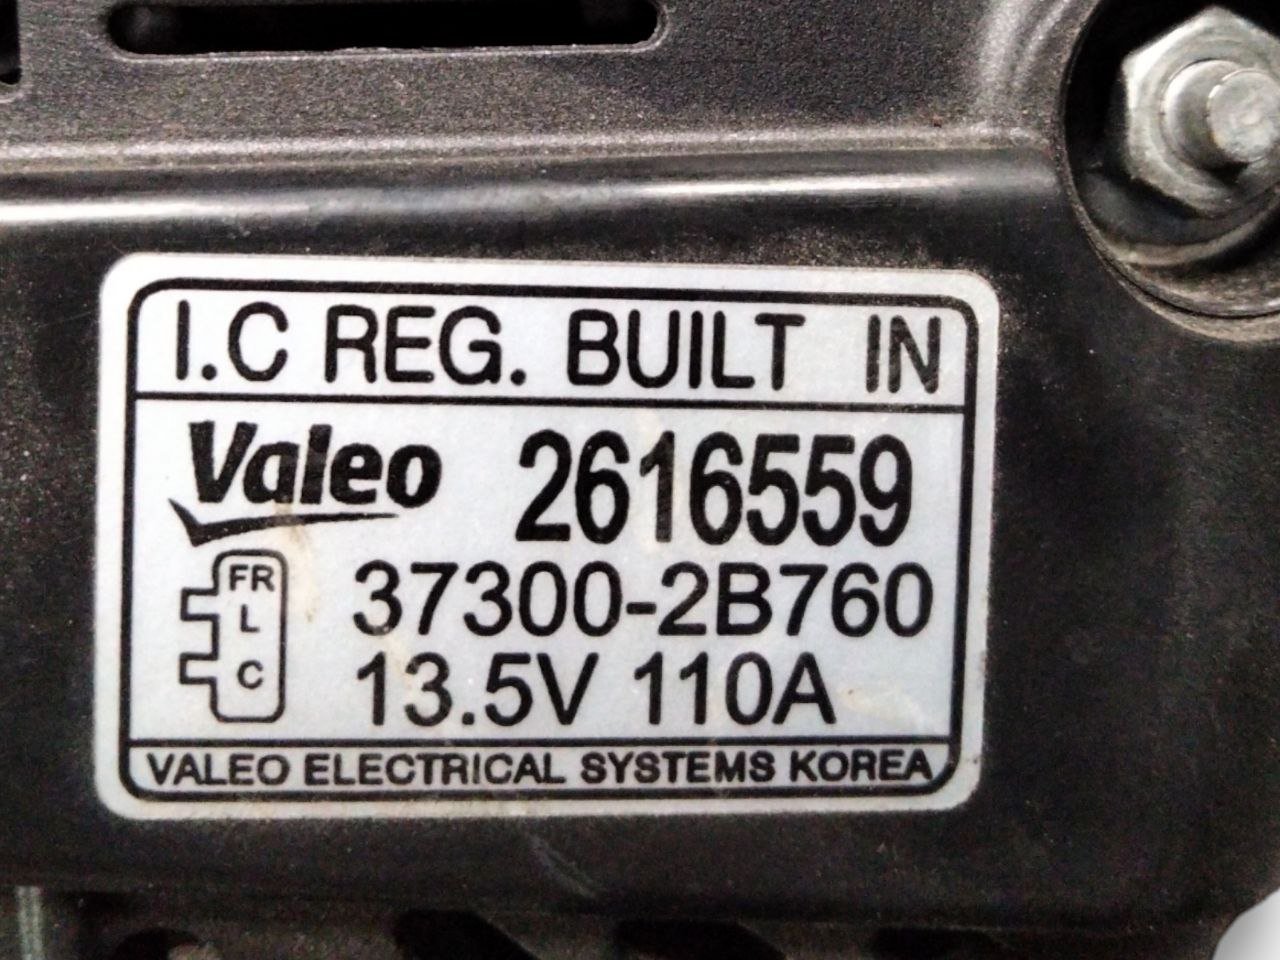 I.C REG. BUILT IN
Valeo 2616559
FR
L
C
37300-2B760
13.5V 110A
VALEO ELECTRICAL SYSTEMS KOREA